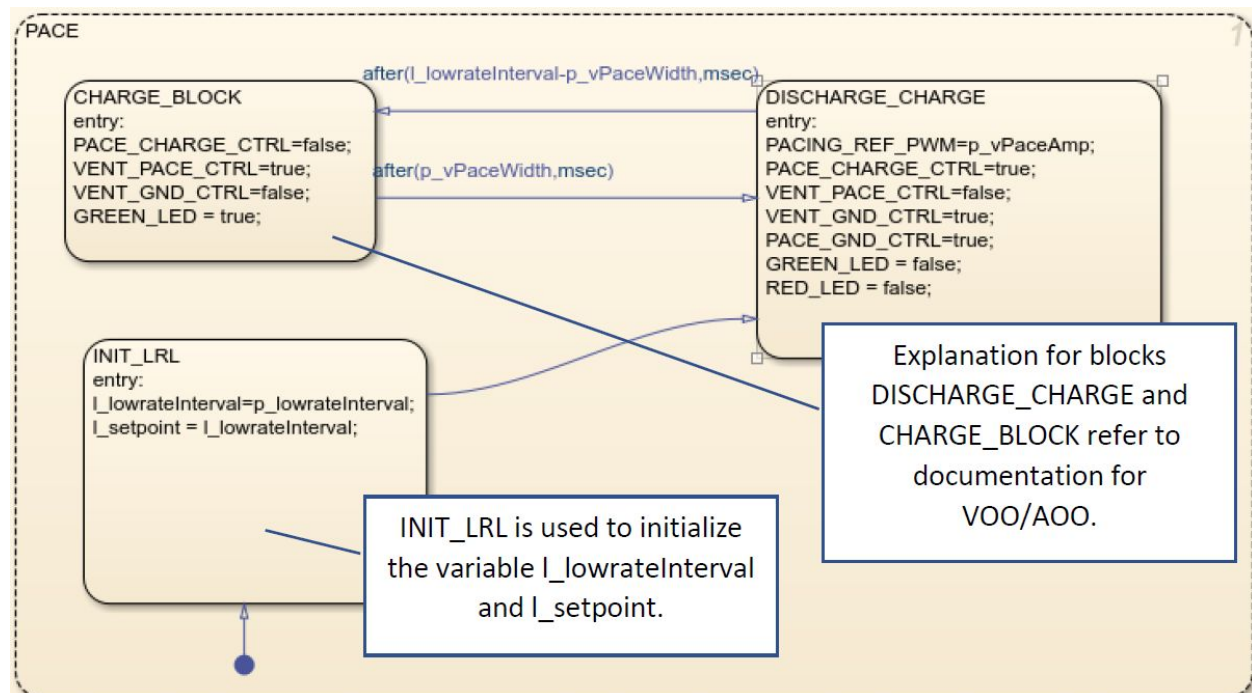 PACE
1
after(l_lowrateInterval-p_vPaceWidth,msec)
CHARGE_BLOCK
entry:
PACE_CHARGE_CTRL=false;
VENT_PACE_CTRL=true;
VENT_GND_CTRL=false;
GREEN_LED = true;
after(p_vPaceWidth,msec)
DISCHARGE_CHARGE
entry:
PACING_REF_PWM=p_vPaceAmp;
PACE_CHARGE_CTRL=true;
VENT_PACE_CTRL=false;
VENT_GND_CTRL=true;
PACE_GND_CTRL=true;
GREEN_LED = false;
RED_LED = false;
INIT_LRL
entry:
l_lowrateInterval=p_lowrateInterval;
l_setpoint = l_lowrateInterval;
Explanation for blocks
DISCHARGE_CHARGE and
CHARGE_BLOCK refer to
documentation for
VOO/AOO.
INIT_LRL is used to initialize
the variable l_lowrateInterval
and l_setpoint.